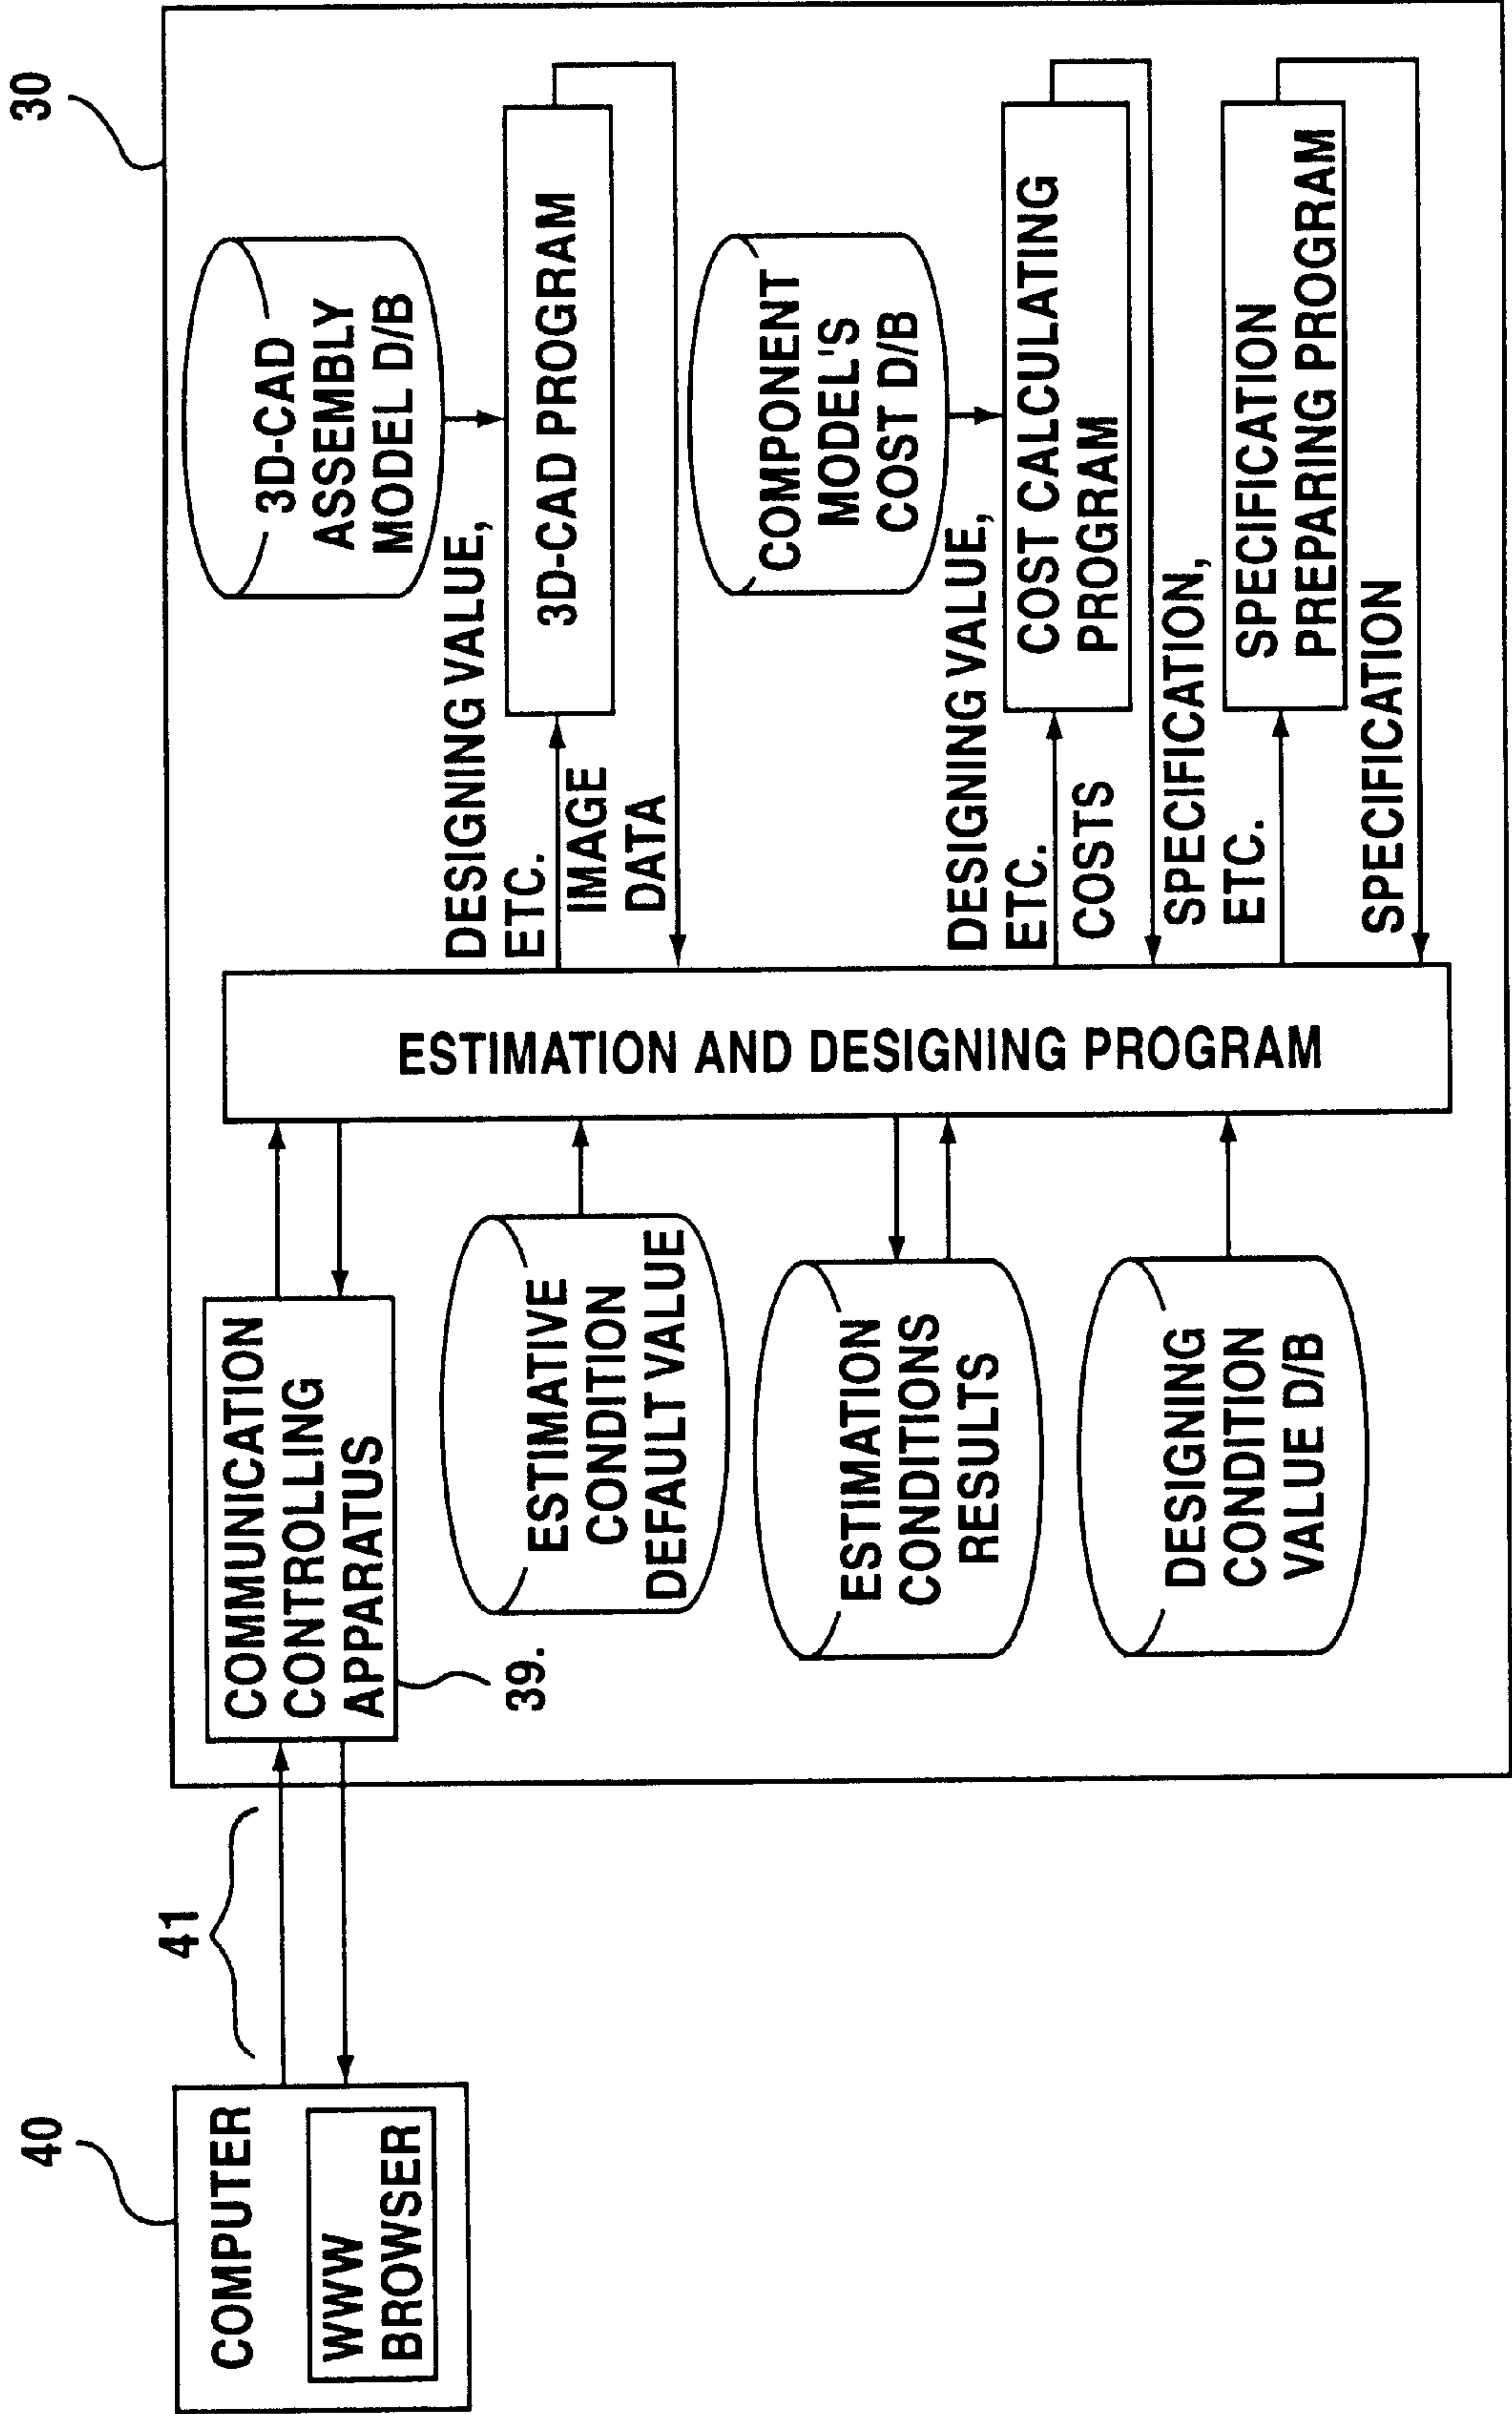 40
COMPUTER
WWW
BROWSER
41
30
COMMUNICATION
CONTROLLING
APPARATUS
39.
ESTIMATIVE
CONDITION
DEFAULT VALUE
ESTIMATION
CONDITIONS
RESULTS
DESIGNING
CONDITION
VALUE D/B
ESTIMATION AND DESIGNING PROGRAM
3D-CAD
ASSEMBLY
MODEL D/B
DESIGNING VALUE,
ETC.
3D-CAD PROGRAM
IMAGE
DATA
COMPONENT
MODEL'S
COST D/B
DESIGNING VALUE,
ETC.
COST CALCULATING
PROGRAM
COSTS
SPECIFICATION,
ETC.
SPECIFICATION
PREPARING PROGRAM
SPECIFICATION